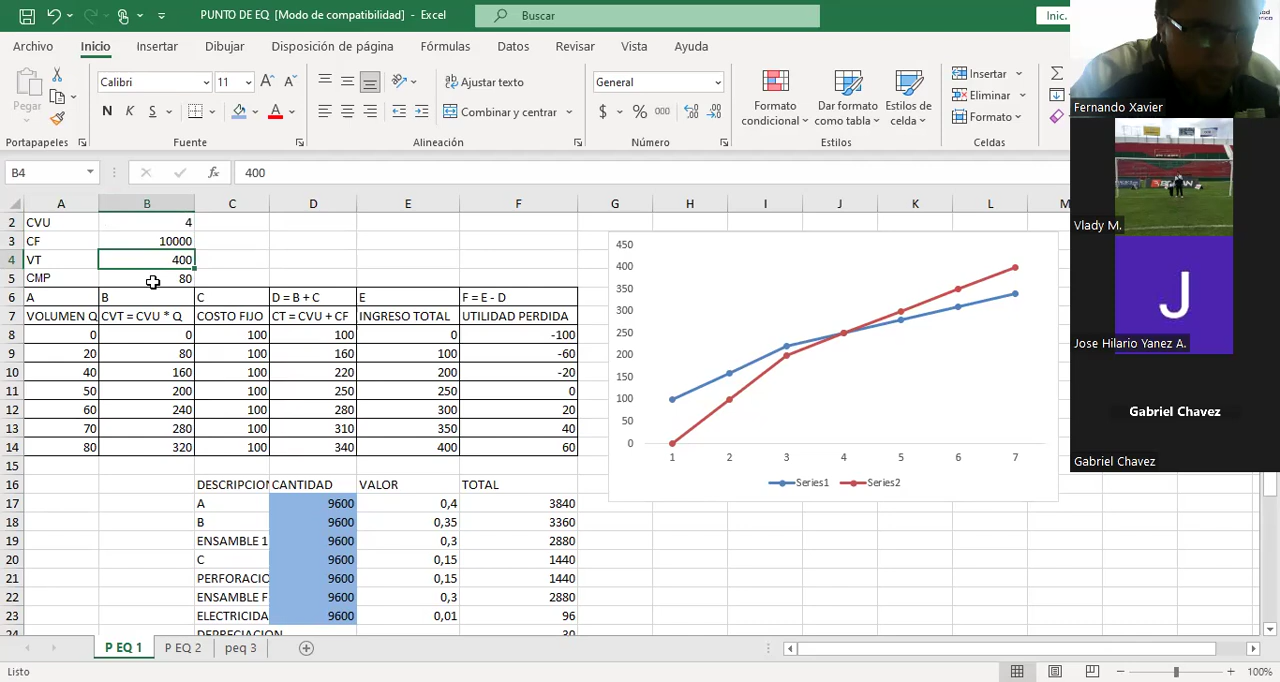 PUNTO DE EQ [Modo de compatibilidad] - Excel
Buscar
Inic.
Archivo Inicio Insertar Dibujar Disposición de página Fórmulas Datos Revisar Vista Ayuda
Pegar
Calibri 11
Ajustar texto
General
Insertar
N K S
Combinar y centrar
$ % 000
Formato condicional
Dar formato como tabla
Estilos de celda
Eliminar
Formato
Portapapeles Fuente Alineación Número Estilos Celdas
B4 fx 400
A B C D E F G H I J K L M
2 CVU 4
3 CF 10000
4 VT 400
5 CMP 80
6 A B C D = B + C E F = E - D
7 VOLUMEN Q CVT = CVU * Q COSTO FIJO CT = CVU + CF INGRESO TOTAL UTILIDAD PERDIDA
8 0 0 100 100 0 -100
9 20 80 100 160 100 -60
10 40 160 100 220 200 -20
11 50 200 100 250 250 0
12 60 240 100 280 300 20
13 70 280 100 310 350 40
14 80 320 100 340 400 60
15
16 DESCRIPCION CANTIDAD VALOR TOTAL
17 A 9600 0,4 3840
18 B 9600 0,35 3360
19 ENSAMBLE 1 9600 0,3 2880
20 C 9600 0,15 1440
21 PERFORACIO 9600 0,15 1440
22 ENSAMBLE F 9600 0,3 2880
23 ELECTRICIDA 9600 0,01 96
24 DEPRECIACION 30
450
400
350
300
250
200
150
100
50
0
1 2 3 4 5 6 7
Series1 Series2
Fernando Xavier
Vlady M.
J
Jose Hilario Yanez A.
Gabriel Chavez
Gabriel Chavez
P EQ 1 P EQ 2 peq 3
Listo
100%